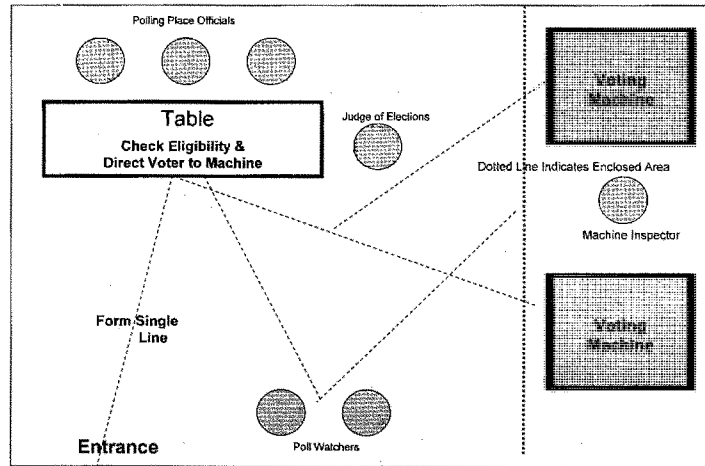 Polling Place Officials
Table
Check Eligibility &
Direct Voter to Machine
Judge of Elections
Voting
Machine
Dotted Line Indicates Enclosed Area
Machine Inspector
Form Single
Line
Voting
Machine
Poll Watchers
Entrance